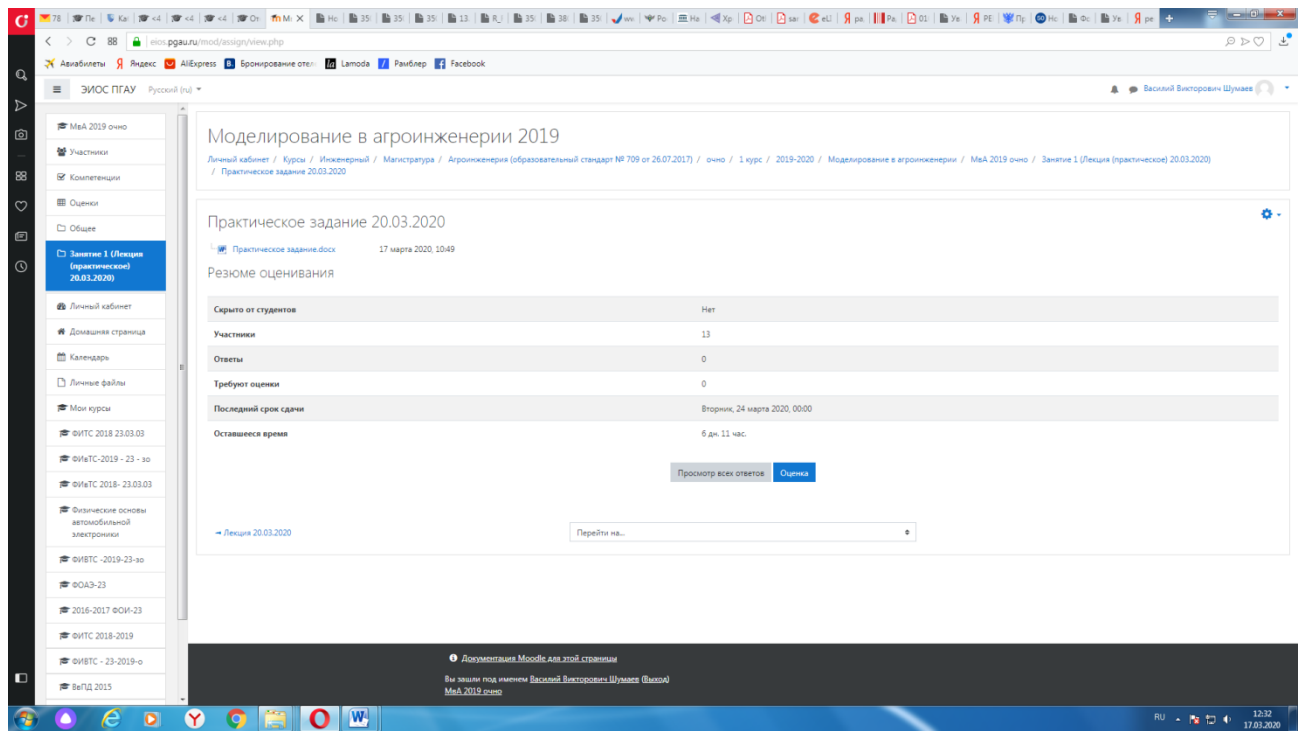 78
eios.pgau.ru/mod/assign/view.php
Авиабилеты Яндекс AliExpress Бронирование отел Lamoda Рамблер Facebook
ЭИОС ПГАУ Русский (ru)
Василий Викторович Шумаев
МвА 2019 очно
Участники
Компетенции
Оценки
Общее
Занятие 1 (Лекция
(практическое)
20.03.2020)
Личный кабинет
Домашняя страница
Календарь
Личные файлы
Мои курсы
ФИТС 2018 23.03.03
ФИвТС-2019 - 23 - зо
ФИвТС 2018- 23.03.03
Физические основы
автомобильной
электроники
ФИВТС -2019-23-зо
ФОАЭ-23
2016-2017 ФОИ-23
ФИТС 2018-2019
ФИВТС - 23-2019-о
ВвПД 2015
Моделирование в агроинженерии 2019
Личный кабинет / Курсы / Инженерный / Магистратура / Агроинженерия (образовательный стандарт № 709 от 26.07.2017) / очно / 1 курс / 2019-2020 / Моделирование в агроинженерии / МвА 2019 очно / Занятие 1 (Лекция (практическое) 20.03.2020)
/ Практическое задание 20.03.2020
Практическое задание 20.03.2020
Практическое задание.docx 17 марта 2020, 10:49
Резюме оценивания
Скрыто от студентов Нет
Участники 13
Ответы 0
Требуют оценки 0
Последний срок сдачи Вторник, 24 марта 2020, 00:00
Оставшееся время 6 дн. 11 час.
Просмотр всех ответов Оценка
→ Лекция 20.03.2020 Перейти на...
Документация Moodle для этой страницы
Вы зашли под именем Василий Викторович Шумаев (Выход)
МвА 2019 очно
RU 12:32
17.03.2020